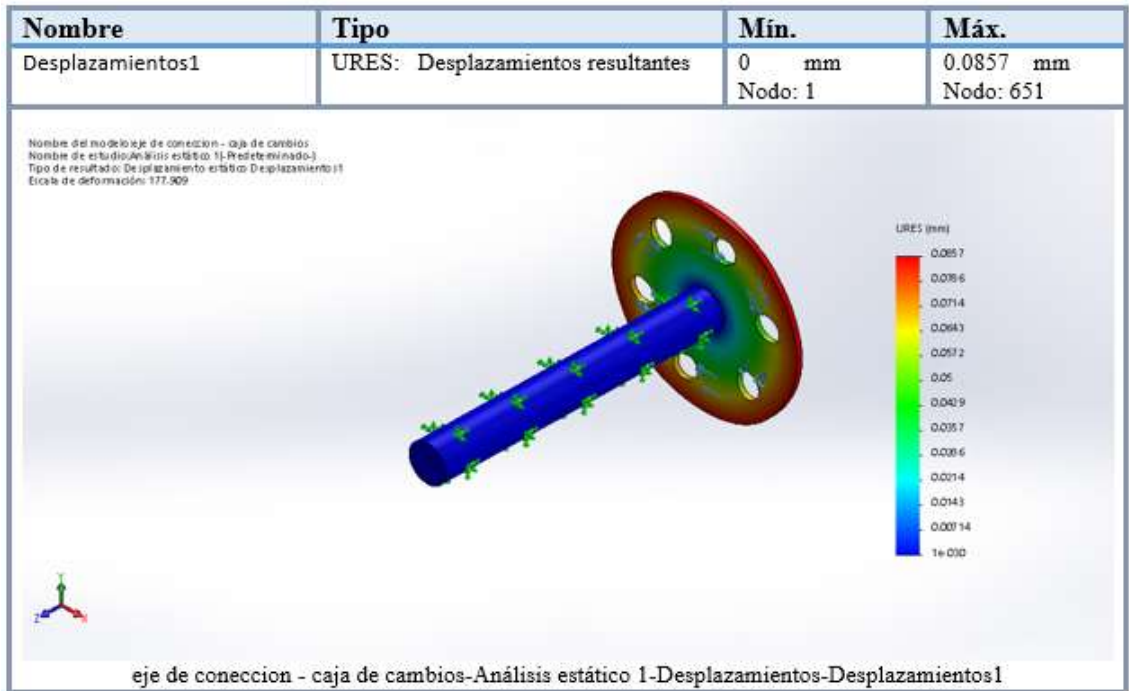 Nombre Tipo Mín. Máx.
Desplazamientos1 URES: Desplazamientos resultantes 0 mm 0.0857 mm
Nodo: 1 Nodo: 651
Nombre del modelo:eje de coneccion - caja de cambios
Nombre de estudio:Análisis estático 1(-Predeterminado-)
Tipo de resultado: Desplazamiento estático Desplazamientos1
Escala de deformación: 177.909
URES (mm)
0.0857
0.0786
0.0714
0.0643
0.0572
0.05
0.0429
0.0357
0.0286
0.0214
0.0143
0.00714
1e-030
Y
Z
X
eje de coneccion - caja de cambios-Análisis estático 1-Desplazamientos-Desplazamientos1